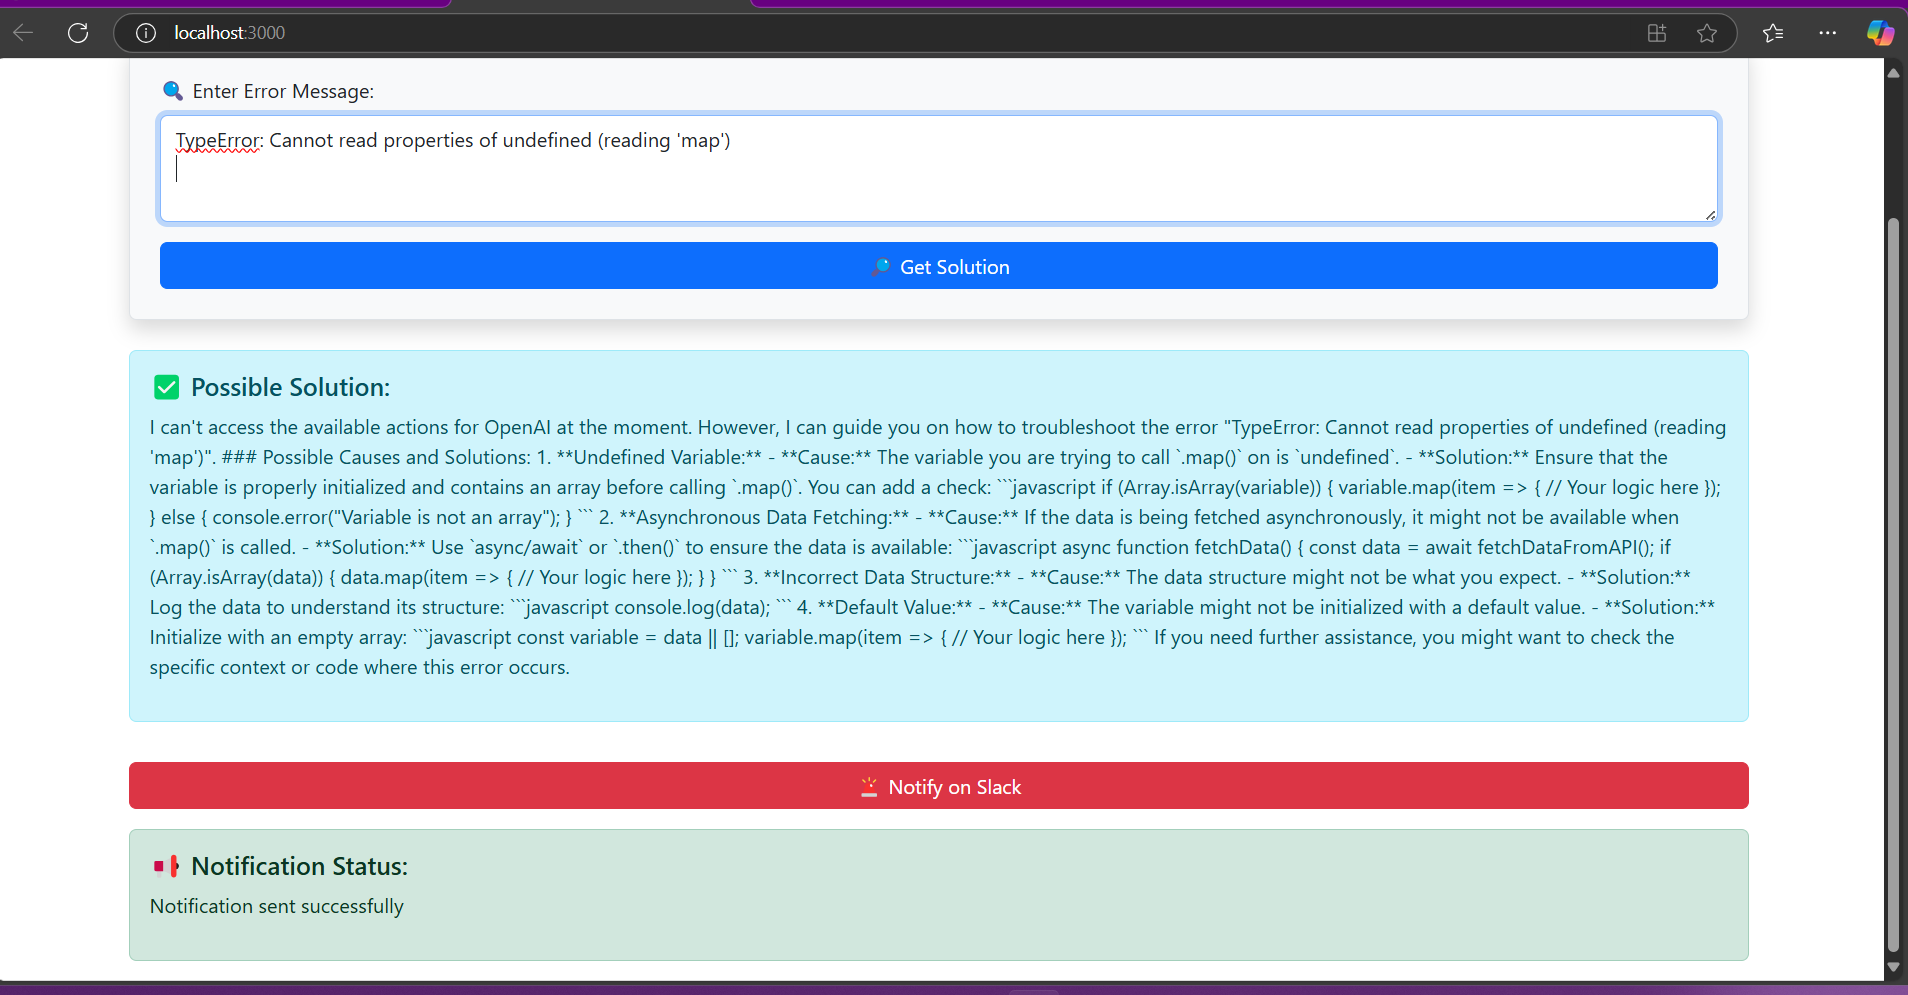 localhost:3000
Enter Error Message:
TypeError: Cannot read properties of undefined (reading 'map')
Get Solution
Possible Solution:
I can't access the available actions for OpenAI at the moment. However, I can guide you on how to troubleshoot the error "TypeError: Cannot read properties of undefined (reading
'map')". ### Possible Causes and Solutions: 1. **Undefined Variable:** - **Cause:** The variable you are trying to call `.map()` on is `undefined`. - **Solution:** Ensure that the
variable is properly initialized and contains an array before calling `.map()`. You can add a check: ```javascript if (Array.isArray(variable)) { variable.map(item => { // Your logic here });
} else { console.error("Variable is not an array"); } ``` 2. **Asynchronous Data Fetching:** - **Cause:** If the data is being fetched asynchronously, it might not be available when
`.map()` is called. - **Solution:** Use `async/await` or `.then()` to ensure the data is available: ```javascript async function fetchData() { const data = await fetchDataFromAPI(); if
(Array.isArray(data)) { data.map(item => { // Your logic here }); } } ``` 3. **Incorrect Data Structure:** - **Cause:** The data structure might not be what you expect. - **Solution:**
Log the data to understand its structure: ```javascript console.log(data); ``` 4. **Default Value:** - **Cause:** The variable might not be initialized with a default value. - **Solution:**
Initialize with an empty array: ```javascript const variable = data || []; variable.map(item => { // Your logic here }); ``` If you need further assistance, you might want to check the
specific context or code where this error occurs.
Notify on Slack
Notification Status:
Notification sent successfully